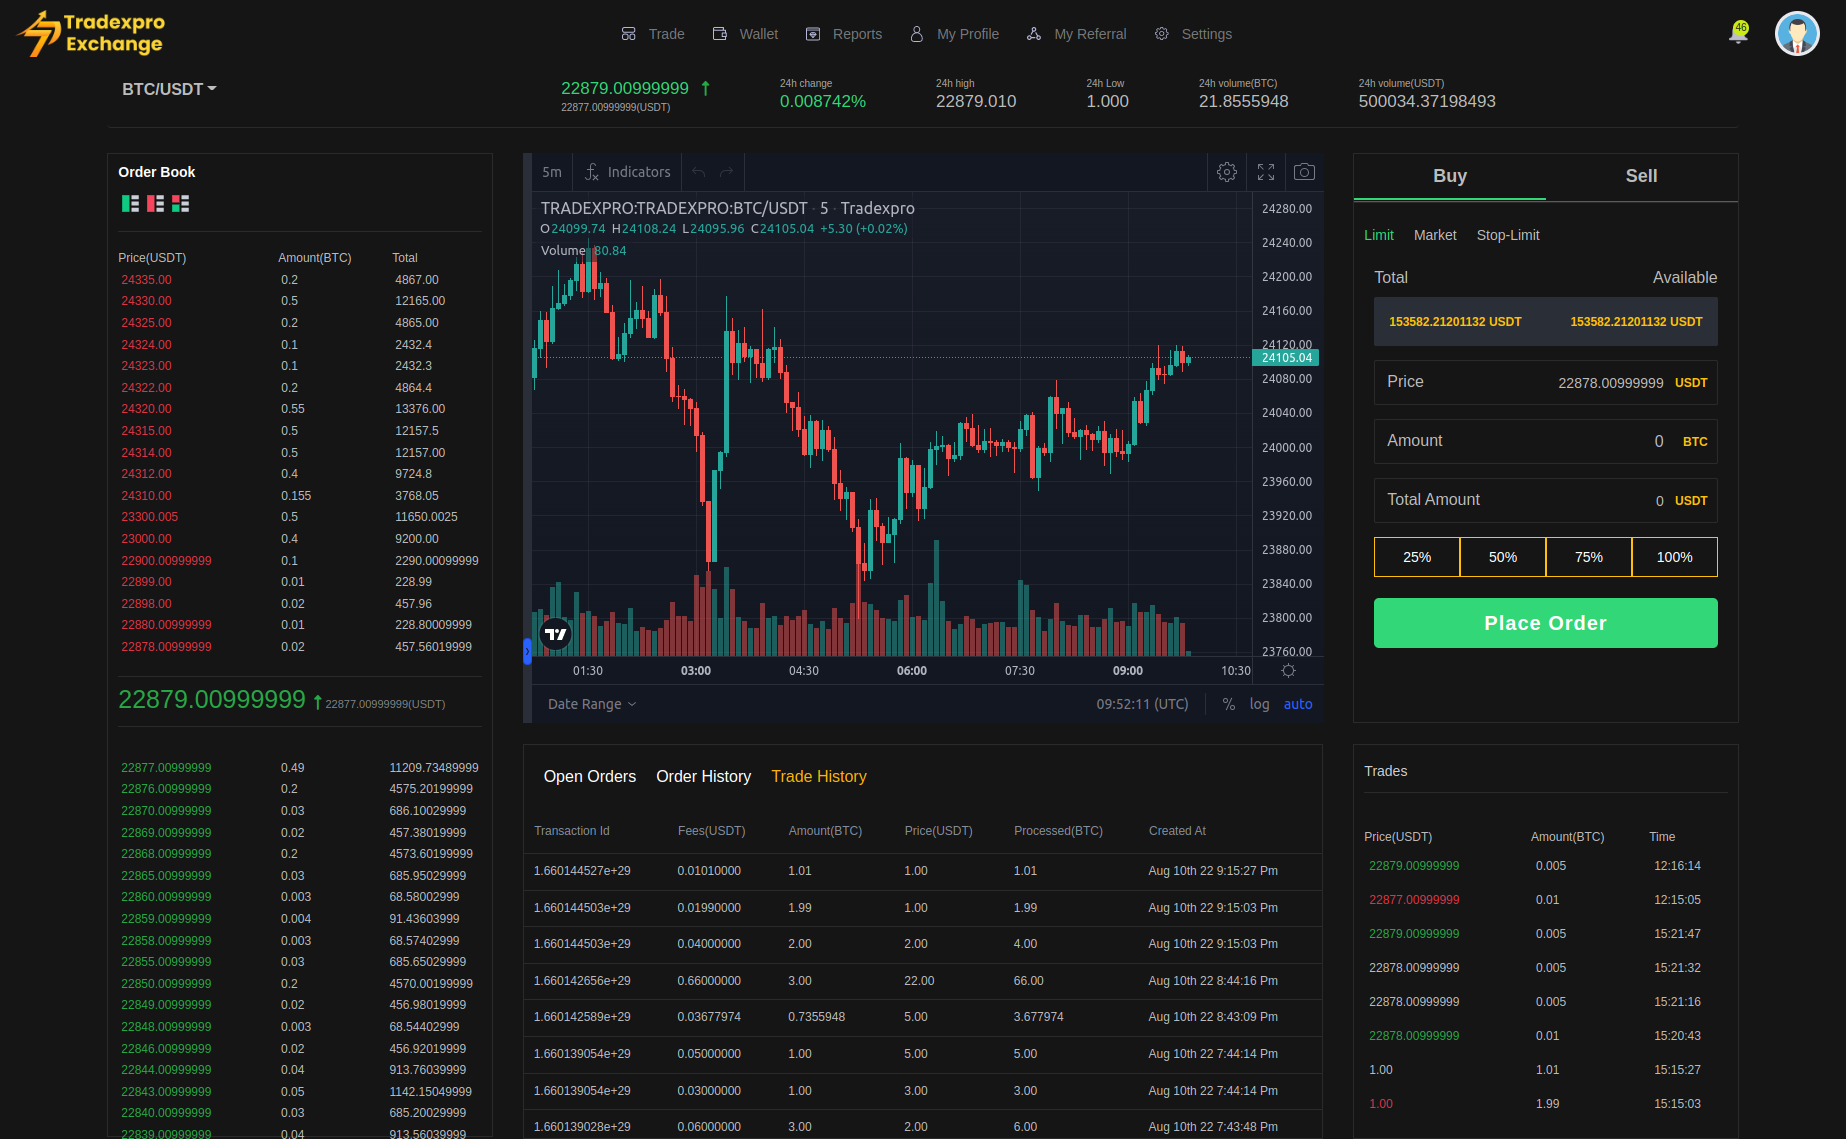 Tradexpro
Exchange
Trade Wallet Reports My Profile My Referral Settings
46
BTC/USDT
22879.00999999
22877.00999999(USDT)
24h change
0.008742%
24h high
22879.010
24h Low
1.000
24h volume(BTC)
21.8555948
24h volume(USDT)
500034.37198493
Order Book
Price(USDT) Amount(BTC) Total
24335.00 0.2 4867.00
24330.00 0.5 12165.00
24325.00 0.2 4865.00
24324.00 0.1 2432.4
24323.00 0.1 2432.3
24322.00 0.2 4864.4
24320.00 0.55 13376.00
24315.00 0.5 12157.5
24314.00 0.5 12157.00
24312.00 0.4 9724.8
24310.00 0.155 3768.05
23300.005 0.5 11650.0025
23000.00 0.4 9200.00
22900.00999999 0.1 2290.00099999
22899.00 0.01 228.99
22898.00 0.02 457.96
22880.00999999 0.01 228.80009999
22878.00999999 0.02 457.56019999
22879.00999999 22877.00999999(USDT)
22877.00999999 0.49 11209.73489999
22876.00999999 0.2 4575.20199999
22870.00999999 0.03 686.10029999
22869.00999999 0.02 457.38019999
22868.00999999 0.2 4573.60199999
22865.00999999 0.03 685.95029999
22860.00999999 0.003 68.58002999
22859.00999999 0.004 91.43603999
22858.00999999 0.003 68.57402999
22855.00999999 0.03 685.65029999
22850.00999999 0.2 4570.00199999
22849.00999999 0.02 456.98019999
22848.00999999 0.003 68.54402999
22846.00999999 0.02 456.92019999
22844.00999999 0.04 913.76039999
22843.00999999 0.05 1142.15049999
22840.00999999 0.03 685.20029999
22839.00999999 0.04 913.56039999
5m Indicators
TRADEXPRO:TRADEXPRO:BTC/USDT · 5 · Tradexpro
O24099.74 H24108.24 L24095.96 C24105.04 +5.30 (+0.02%)
Volume 80.84
24280.00
24240.00
24200.00
24160.00
24120.00
24105.04
24080.00
24040.00
24000.00
23960.00
23920.00
23880.00
23840.00
23800.00
23760.00
01:30 03:00 04:30 06:00 07:30 09:00 10:30
Date Range 09:52:11 (UTC) % log auto
Buy Sell
Limit Market Stop-Limit
Total Available
153582.21201132 USDT 153582.21201132 USDT
Price 22878.00999999 USDT
Amount 0 BTC
Total Amount 0 USDT
25% 50% 75% 100%
Place Order
Open Orders Order History Trade History
Transaction Id Fees(USDT) Amount(BTC) Price(USDT) Processed(BTC) Created At
1.660144527e+29 0.01010000 1.01 1.00 1.01 Aug 10th 22 9:15:27 Pm
1.660144503e+29 0.01990000 1.99 1.00 1.99 Aug 10th 22 9:15:03 Pm
1.660144503e+29 0.04000000 2.00 2.00 4.00 Aug 10th 22 9:15:03 Pm
1.660142656e+29 0.66000000 3.00 22.00 66.00 Aug 10th 22 8:44:16 Pm
1.660142589e+29 0.03677974 0.7355948 5.00 3.677974 Aug 10th 22 8:43:09 Pm
1.660139054e+29 0.05000000 1.00 5.00 5.00 Aug 10th 22 7:44:14 Pm
1.660139054e+29 0.03000000 1.00 3.00 3.00 Aug 10th 22 7:44:14 Pm
1.660139028e+29 0.06000000 3.00 2.00 6.00 Aug 10th 22 7:43:48 Pm
Trades
Price(USDT) Amount(BTC) Time
22879.00999999 0.005 12:16:14
22877.00999999 0.01 12:15:05
22879.00999999 0.005 15:21:47
22878.00999999 0.005 15:21:32
22878.00999999 0.005 15:21:16
22878.00999999 0.01 15:20:43
1.00 1.01 15:15:27
1.00 1.99 15:15:03